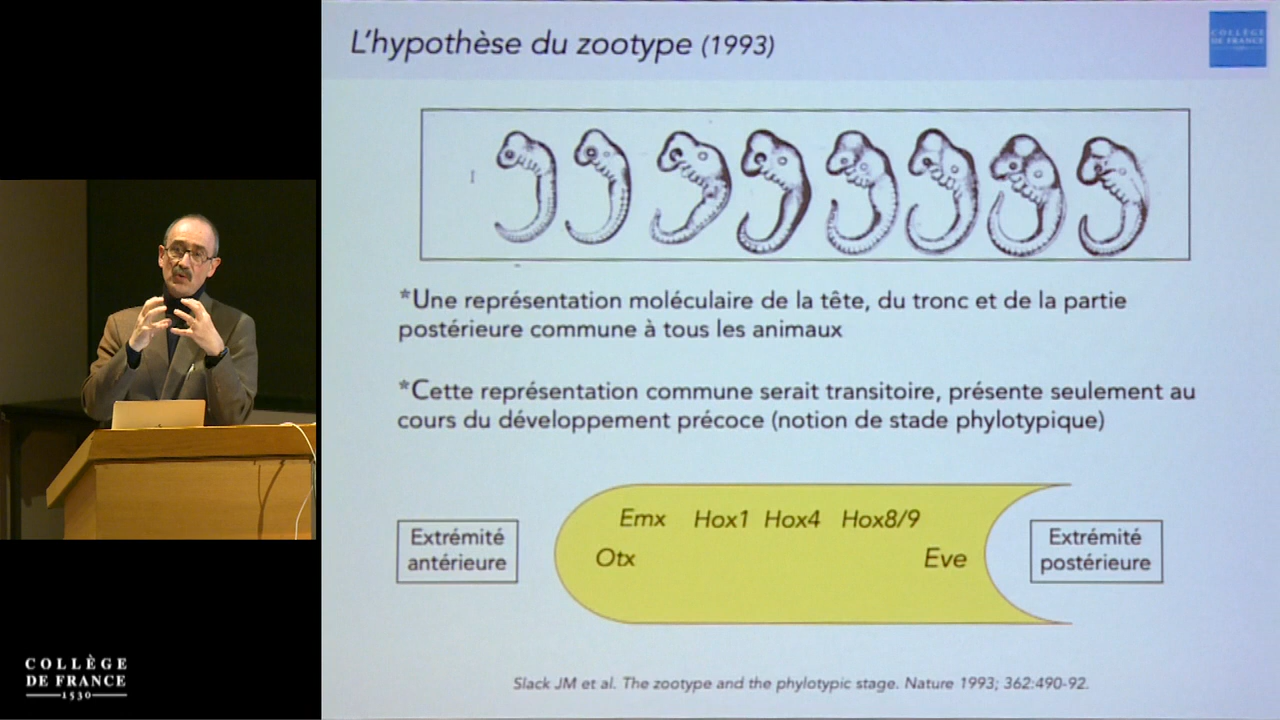 L'hypothèse du zootype (1993)
COLLÈGE
DE FRANCE
*Une représentation moléculaire de la tête, du tronc et de la partie
postérieure commune à tous les animaux
*Cette représentation commune serait transitoire, présente seulement au
cours du développement précoce (notion de stade phylotypique)
Emx Hox1 Hox4 Hox8/9
Otx Eve
Extrémité
antérieure
Extrémité
postérieure
Slack JM et al. The zootype and the phylotypic stage. Nature 1993; 362:490-92.
COLLÈGE
DE FRANCE
1530